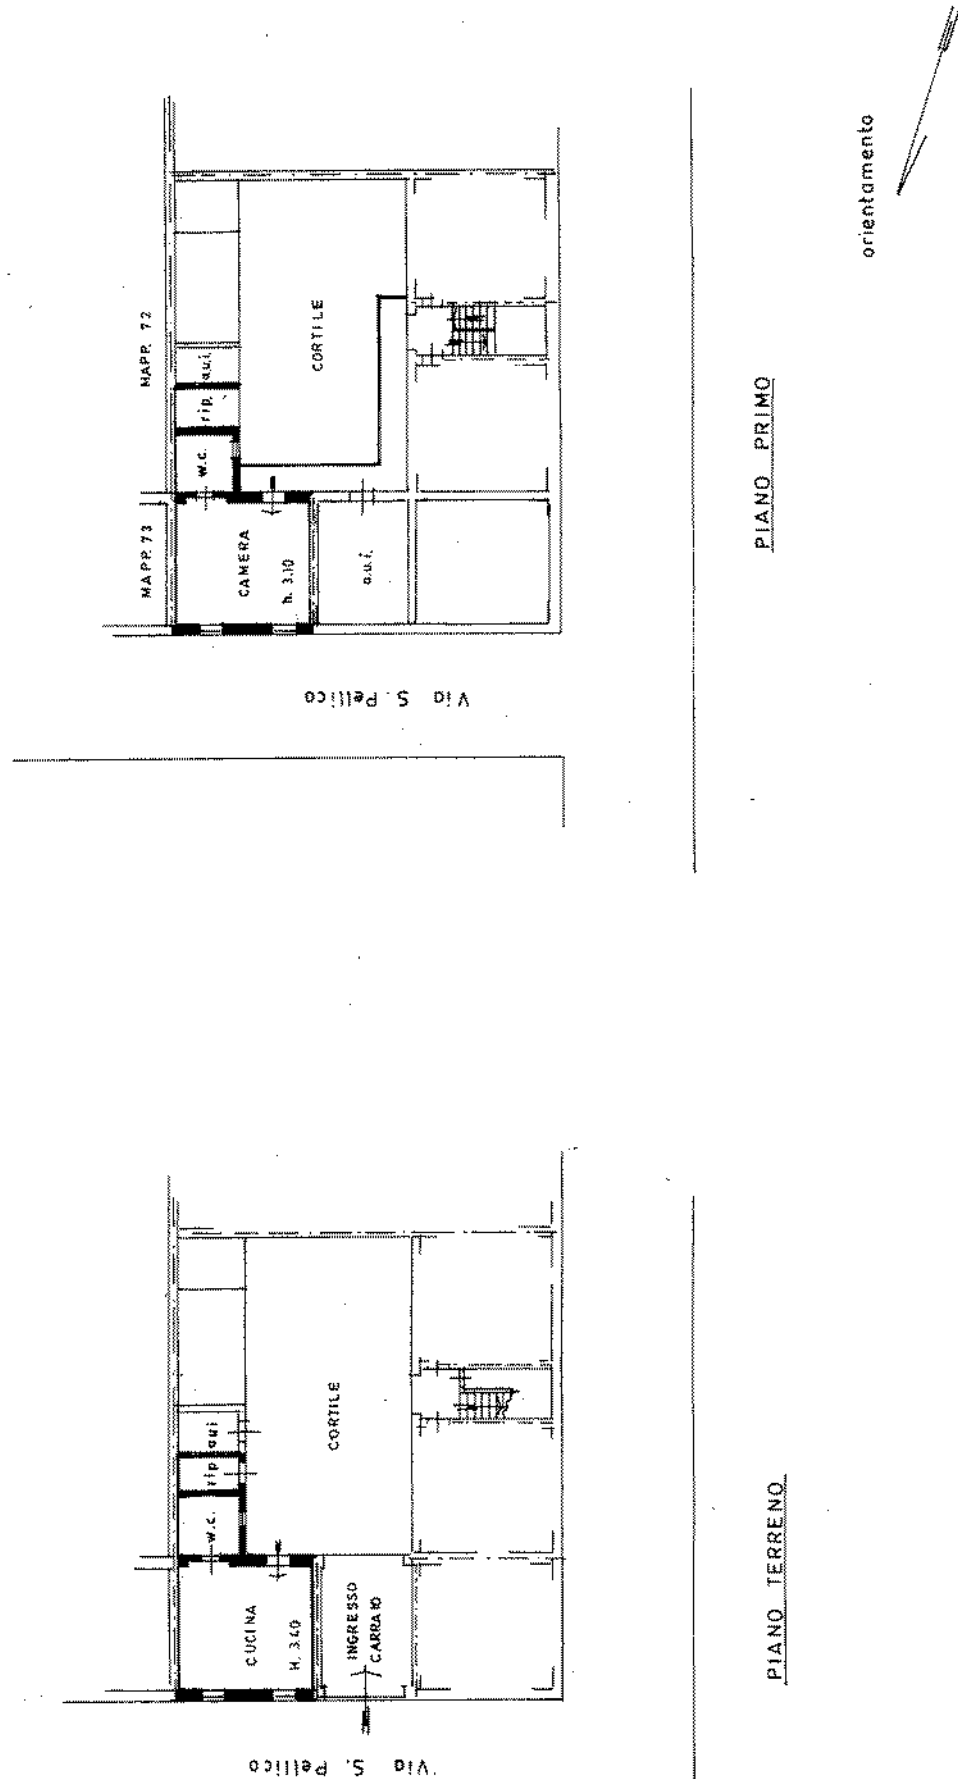 orientamento
MAPP. 72
MAPP. 73
CORTILE
a.u.i.
rip.
w.c.
CAMERA
h. 3.10
a.u.i.
Via S. Pellico
PIANO PRIMO
CORTILE
aui
rip
w.c.
CUCINA
H. 3.40
INGRESSO
CARRAIO
Via S. Pellico
PIANO TERRENO